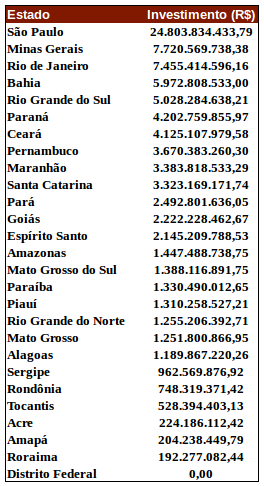 Estado Investimento (R$)
São Paulo 24.803.834.433,79
Minas Gerais 7.720.569.738,38
Rio de Janeiro 7.455.414.596,16
Bahia 5.972.808.533,00
Rio Grande do Sul 5.028.284.638,21
Paraná 4.202.759.855,97
Ceará 4.125.107.979,58
Pernambuco 3.670.383.260,30
Maranhão 3.383.818.533,29
Santa Catarina 3.323.169.171,74
Pará 2.492.801.636,05
Goiás 2.222.228.462,67
Espírito Santo 2.145.209.788,53
Amazonas 1.447.488.738,75
Mato Grosso do Sul 1.388.116.891,75
Paraíba 1.330.490.012,65
Piauí 1.310.258.527,21
Rio Grande do Norte 1.255.206.392,71
Mato Grosso 1.251.800.866,95
Alagoas 1.189.867.220,26
Sergipe 962.569.876,92
Rondônia 748.319.371,42
Tocantis 528.394.403,13
Acre 224.186.112,42
Amapá 204.238.449,79
Roraima 192.277.082,44
Distrito Federal 0,00